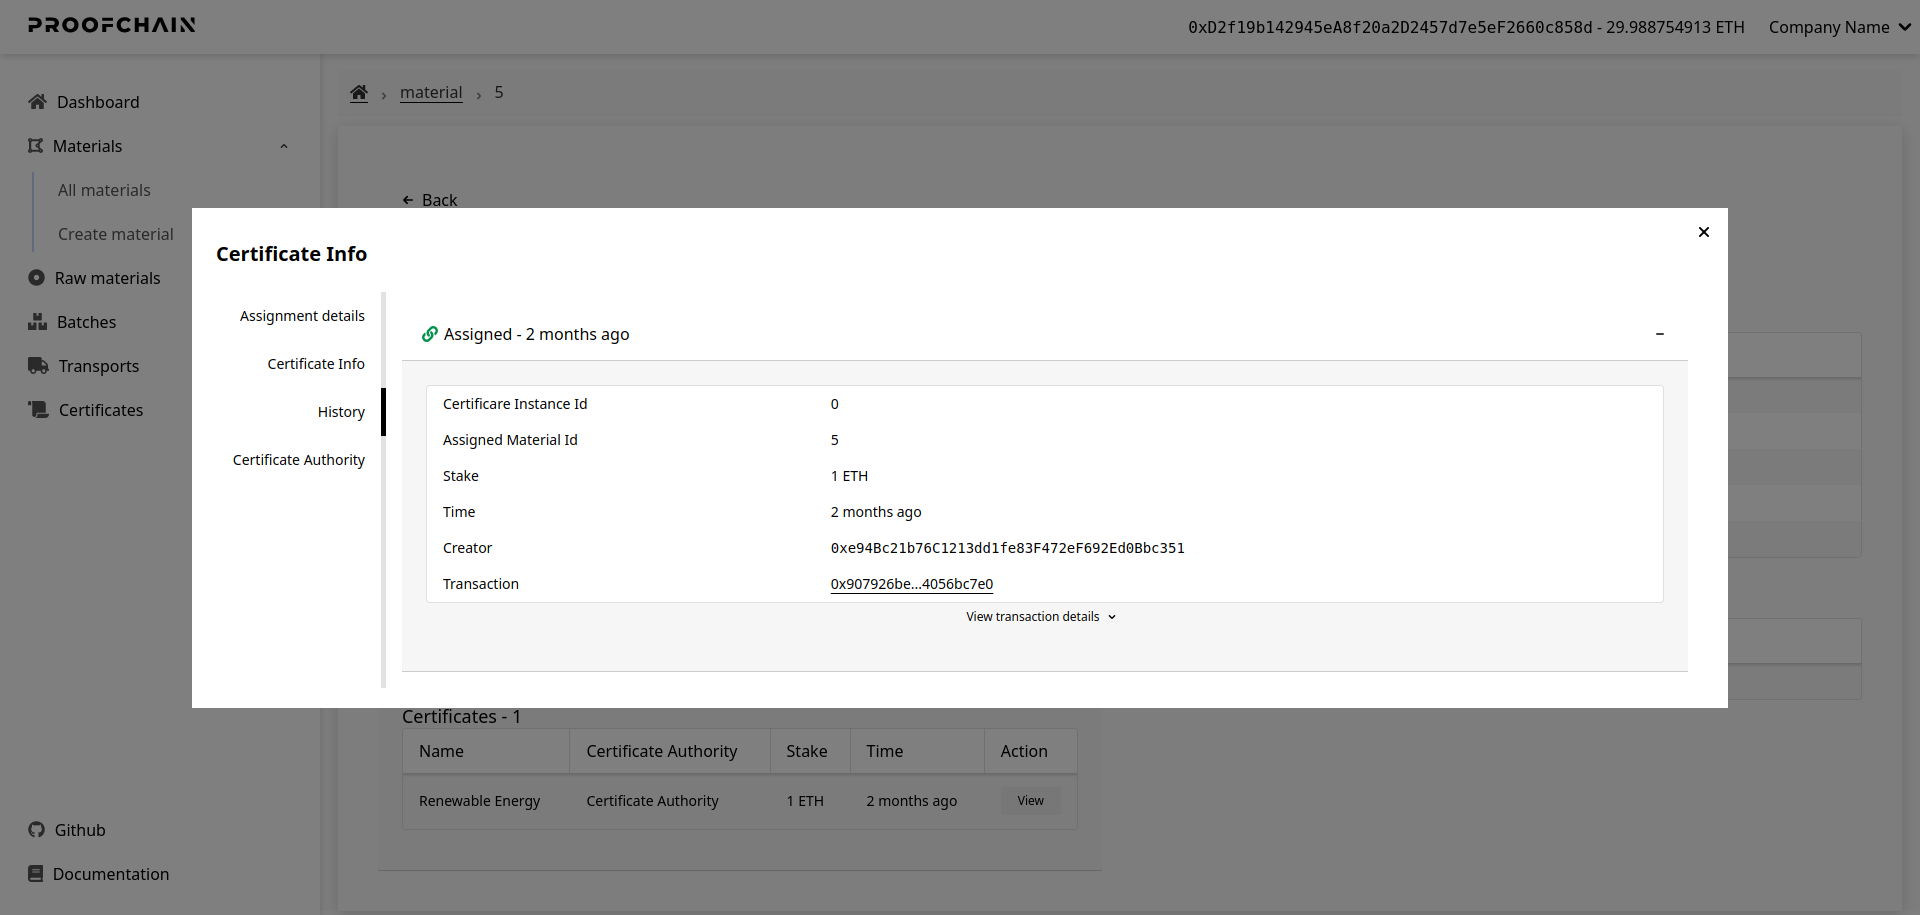 PROOFCHAIN
0xD2f19b142945eA8f20a2D2457d7e5eF2660c858d - 29.988754913 ETH
Company Name
Dashboard
Materials
All materials
Create material
Raw materials
Batches
Transports
Certificates
Github
Documentation
material
5
Back
Certificate Info
Assignment details
Certificate Info
History
Certificate Authority
Assigned - 2 months ago
Certificare Instance Id 0
Assigned Material Id 5
Stake 1 ETH
Time 2 months ago
Creator 0xe94Bc21b76C1213dd1fe83F472eF692Ed0Bbc351
Transaction 0x907926be...4056bc7e0
View transaction details
Certificates - 1
Name Certificate Authority Stake Time Action
Renewable Energy Certificate Authority 1 ETH 2 months ago View